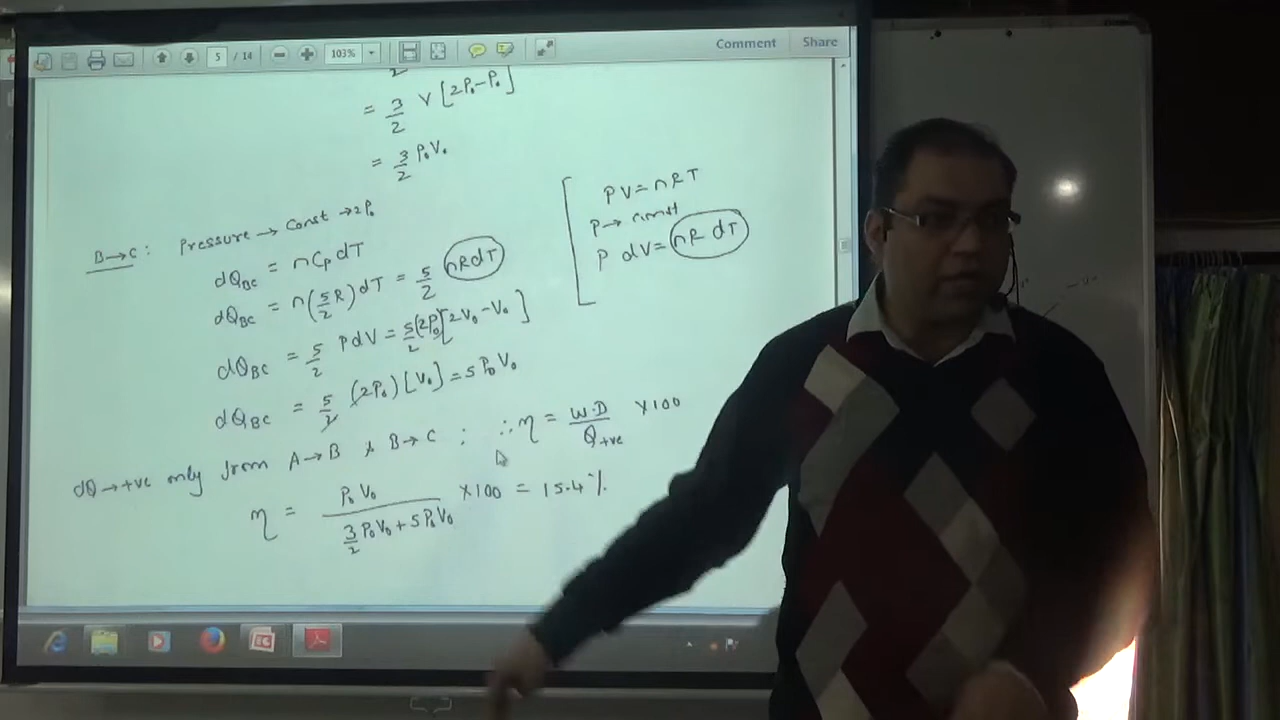 5 / 14
103%
Comment
Share
= 3/2 V [2P₀-P₀]
= 3/2 P₀V₀
B→C: Pressure → Const → 2P₀
dQ_BC = nCp dT
dQ_BC = n(5/2 R)dT = 5/2 nRdT
dQ_BC = 5/2 PdV = 5/2 (2P₀)[2V₀-V₀]
dQ_BC = 5/2 (2P₀)[V₀] = 5P₀V₀
PV=nRT
P→ const
P dV= nR dT
dQ→+ve only from A→B & B→C ; ∴ η = W.D/Q+ve ×100
η = P₀V₀/(3/2 P₀V₀+5P₀V₀) ×100 = 15.4%